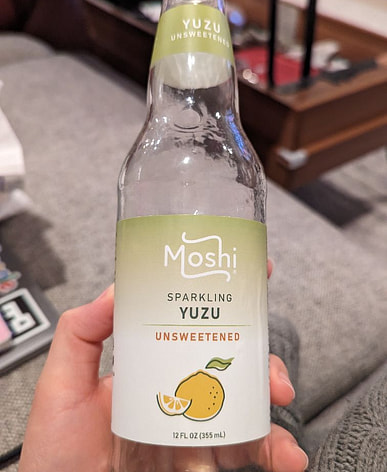 YUZU
UNSWEETENED
Moshi
SPARKLING
YUZU
UNSWEETENED
12 FL OZ (355 mL)